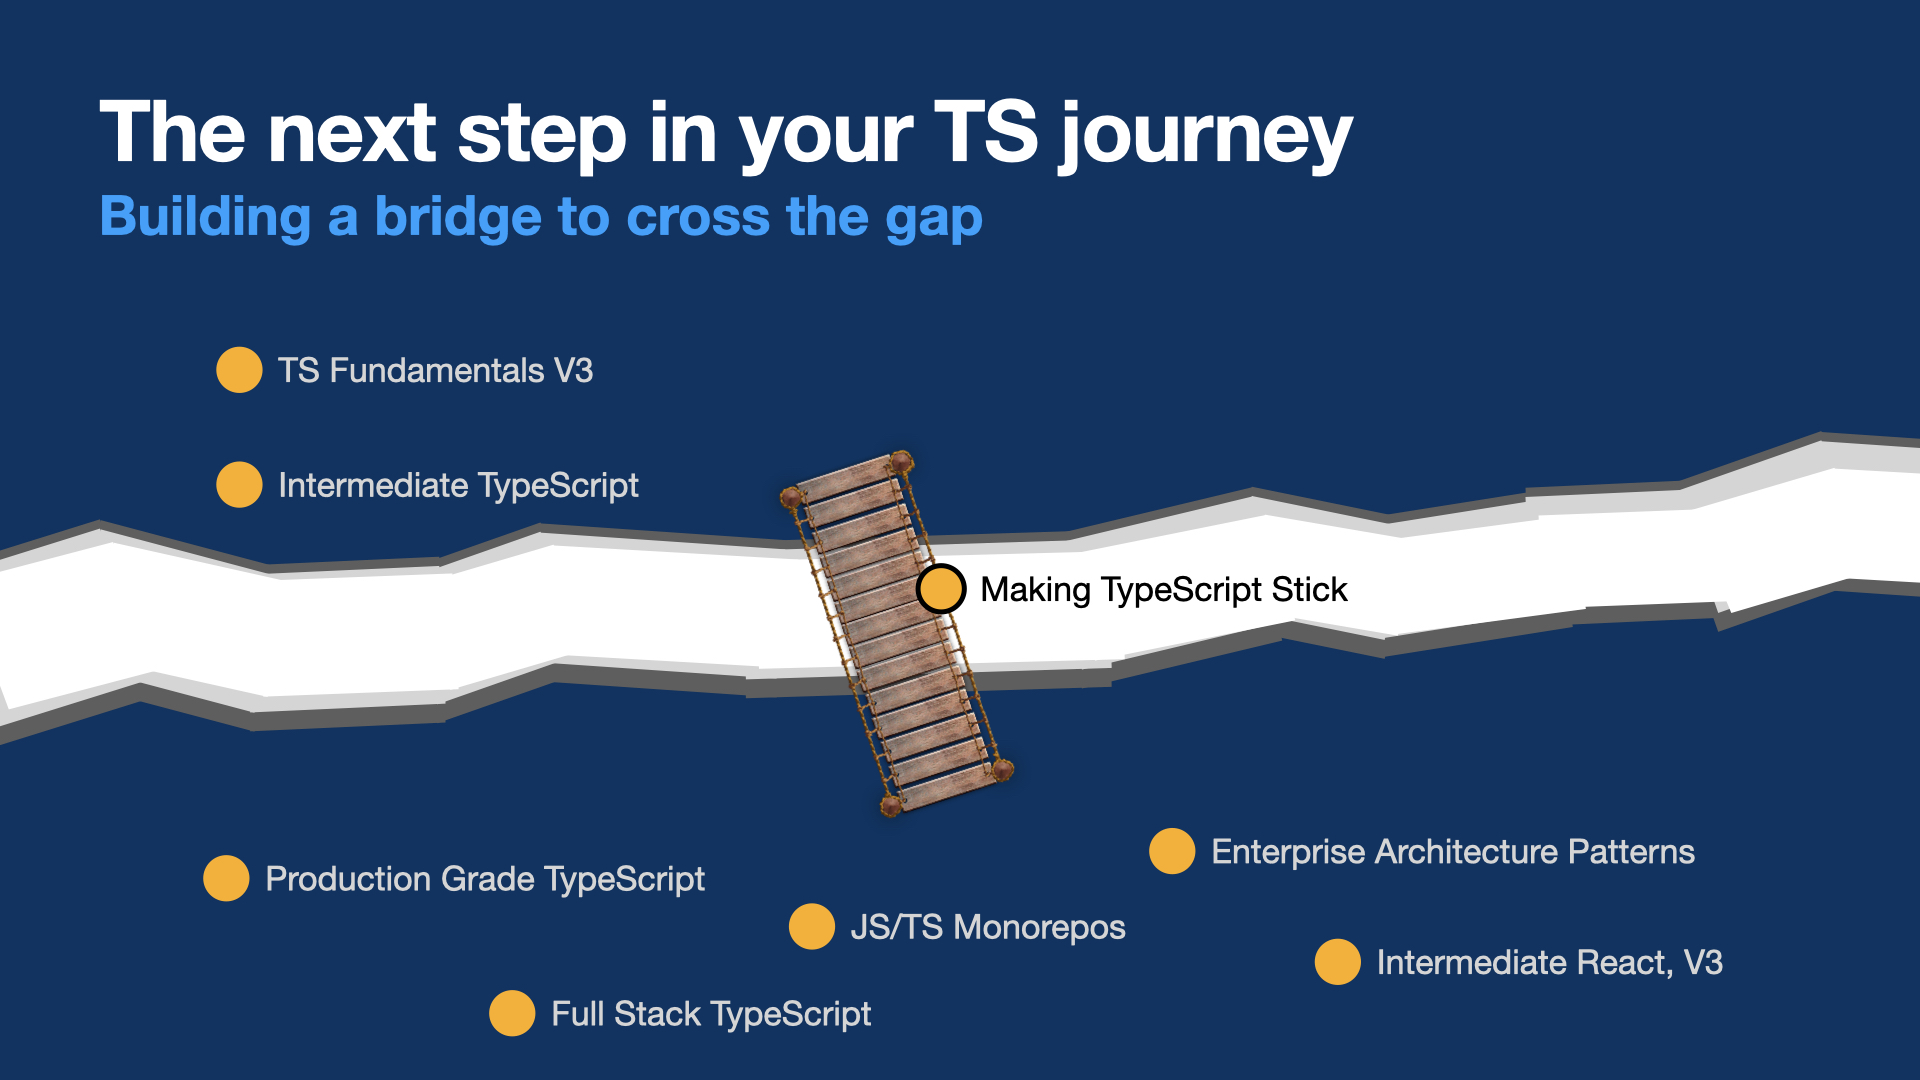 The next step in your TS journey
Building a bridge to cross the gap
TS Fundamentals V3
Intermediate TypeScript
Making TypeScript Stick
Enterprise Architecture Patterns
Production Grade TypeScript
JS/TS Monorepos
Intermediate React, V3
Full Stack TypeScript